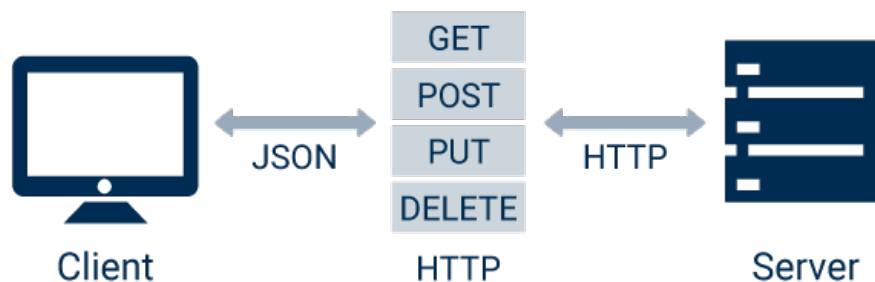 GET
POST
PUT
DELETE
JSON
HTTP
Client
HTTP
Server